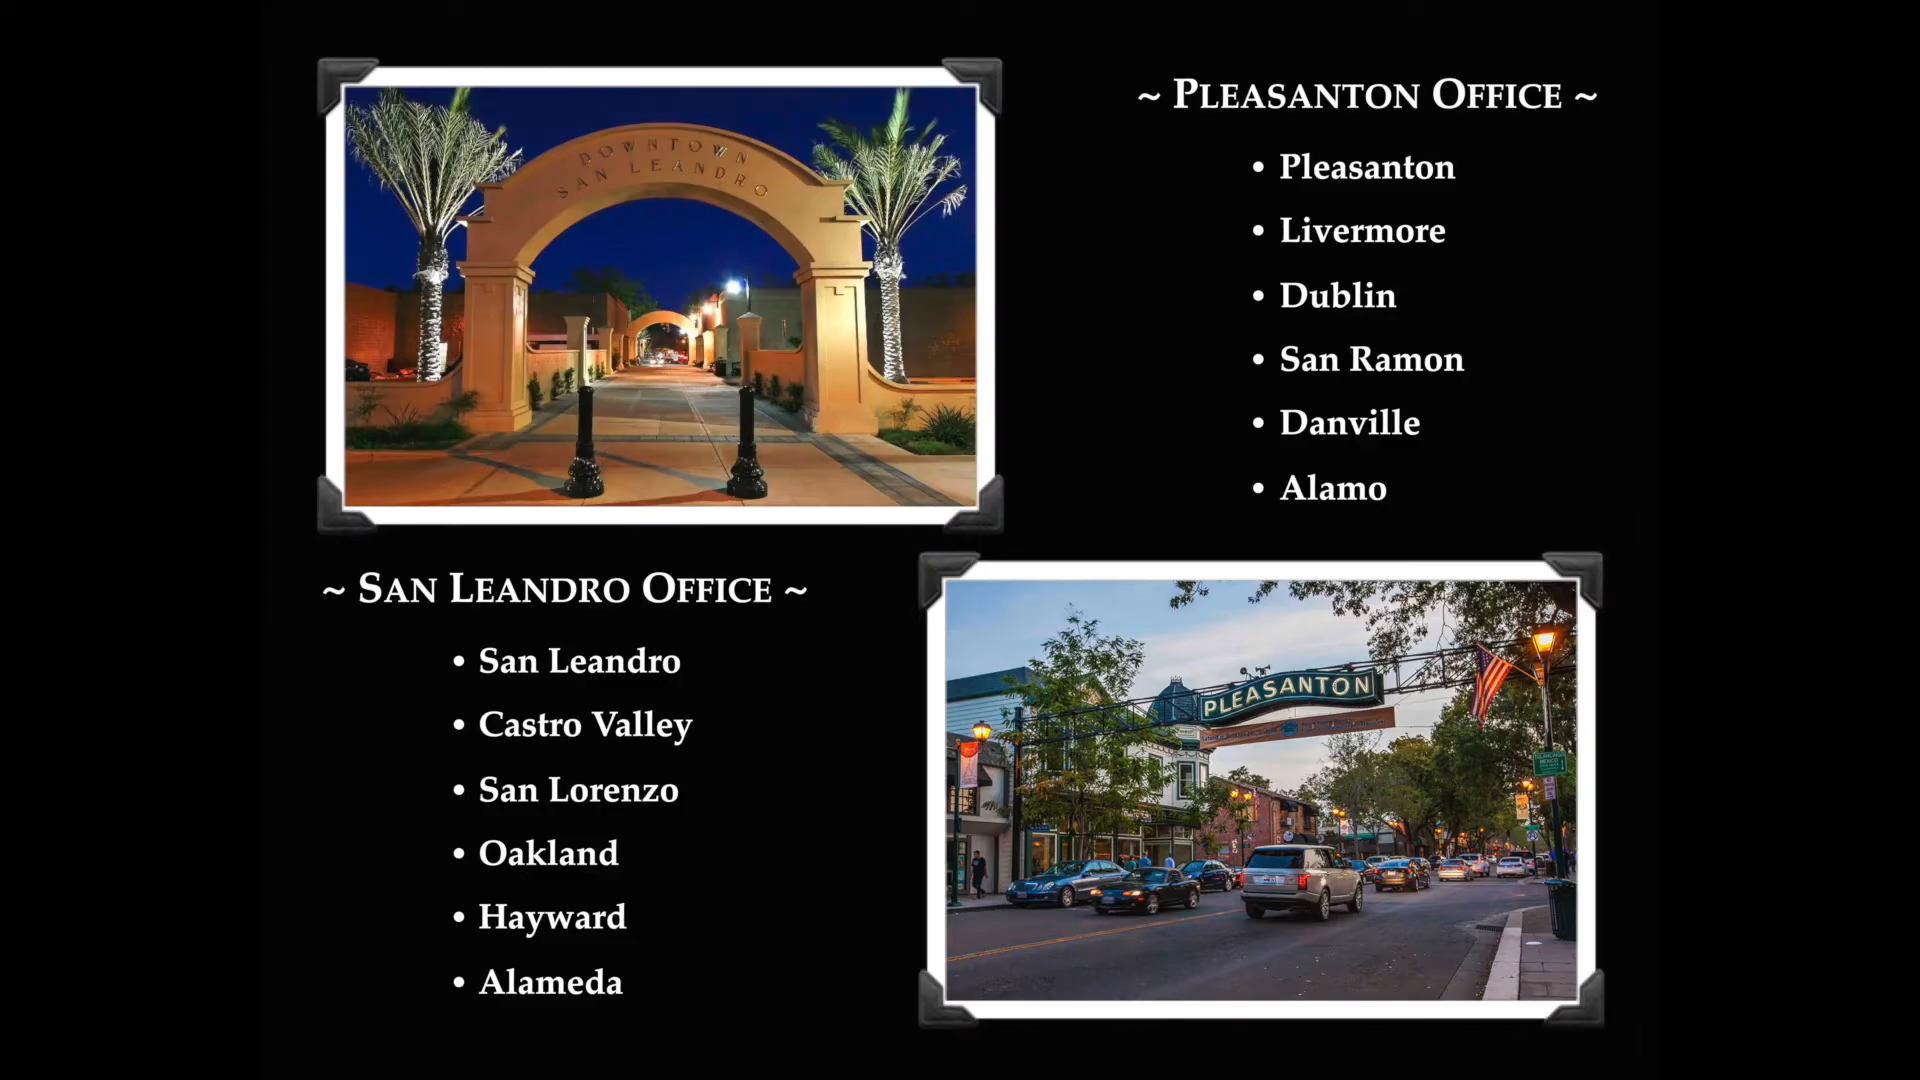 DOWNTOWN
SAN LEANDRO
~ PLEASANTON OFFICE ~
• Pleasanton
• Livermore
• Dublin
• San Ramon
• Danville
• Alamo
~ SAN LEANDRO OFFICE ~
• San Leandro
• Castro Valley
• San Lorenzo
• Oakland
• Hayward
• Alameda
PLEASANTON